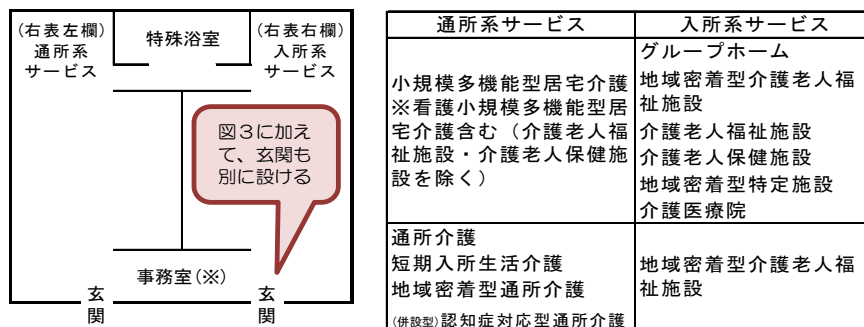 (右表左欄)
通所系
サービス
特殊浴室
(右表右欄)
入所系
サービス
図３に加え
て、玄関も
別に設ける
事務室(※)
玄
関
玄
関
通所系サービス
入所系サービス
小規模多機能型居宅介護
※看護小規模多機能型居
宅介護含む（介護老人福
祉施設・介護老人保健施
設を除く）
グループホーム
地域密着型介護老人福
祉施設
介護老人福祉施設
介護老人保健施設
地域密着型特定施設
介護医療院
通所介護
短期入所生活介護
地域密着型通所介護
(併設型)認知症対応型通所介護
地域密着型介護老人福
祉施設